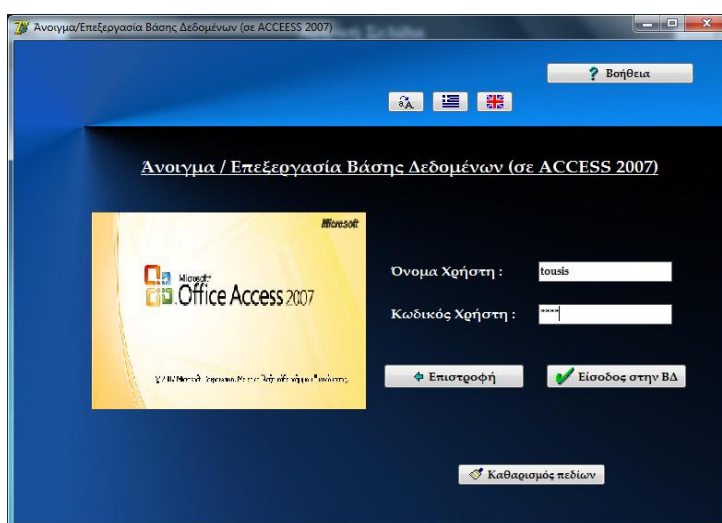 Άνοιγμα/Επεξεργασία Βάσης Δεδομένων (σε ACCEESS 2007)
Βοήθεια
Άνοιγμα / Επεξεργασία Βάσης Δεδομένων (σε ACCESS 2007)
Microsoft
Microsoft
Office Access 2007
Όνομα Χρήστη : tousis
Κωδικός Χρήστη : ****
Επιστροφή
Είσοδος στην ΒΔ
Καθαρισμός πεδίων